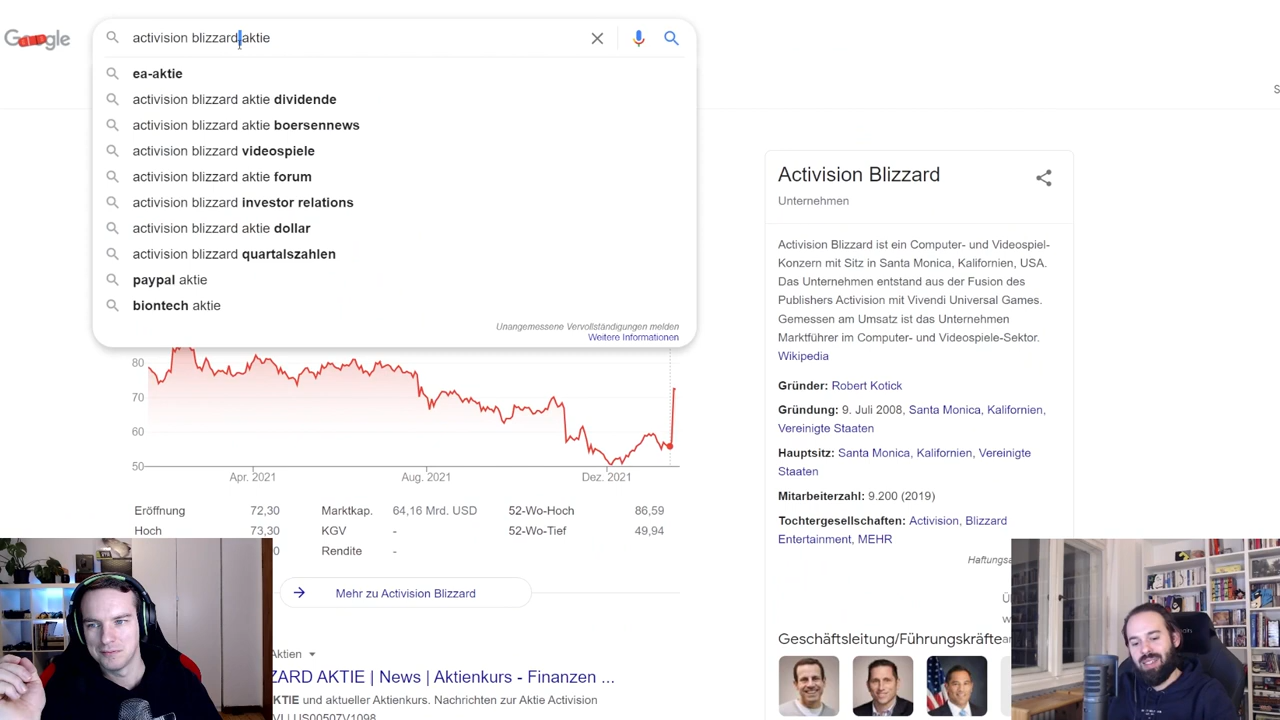 Google
activision blizzard aktie
ea-aktie
activision blizzard aktie dividende
activision blizzard aktie boersennews
activision blizzard videospiele
activision blizzard aktie forum
activision blizzard investor relations
activision blizzard aktie dollar
activision blizzard quartalszahlen
paypal aktie
biontech aktie
Unangemessene Vervollständigungen melden
Weitere Informationen
80
70
60
50
Apr. 2021
Aug. 2021
Dez. 2021
Eröffnung 72,30 Marktkap. 64,16 Mrd. USD 52-Wo-Hoch 86,59
Hoch 73,30 KGV - 52-Wo-Tief 49,94
0 Rendite -
Mehr zu Activision Blizzard
Aktien
ZARD AKTIE | News | Aktienkurs - Finanzen ...
KTIE und aktueller Aktienkurs. Nachrichten zur Aktie Activision
S
Activision Blizzard
Unternehmen
Activision Blizzard ist ein Computer- und Videospiel-
Konzern mit Sitz in Santa Monica, Kalifornien, USA.
Das Unternehmen entstand aus der Fusion des
Publishers Activision mit Vivendi Universal Games.
Gemessen am Umsatz ist das Unternehmen
Marktführer im Computer- und Videospiele-Sektor.
Wikipedia
Gründer: Robert Kotick
Gründung: 9. Juli 2008, Santa Monica, Kalifornien,
Vereinigte Staaten
Hauptsitz: Santa Monica, Kalifornien, Vereinigte
Staaten
Mitarbeiterzahl: 9.200 (2019)
Tochtergesellschaften: Activision, Blizzard
Entertainment, MEHR
Haftungsa
Geschäftsleitung/Führungskräfte